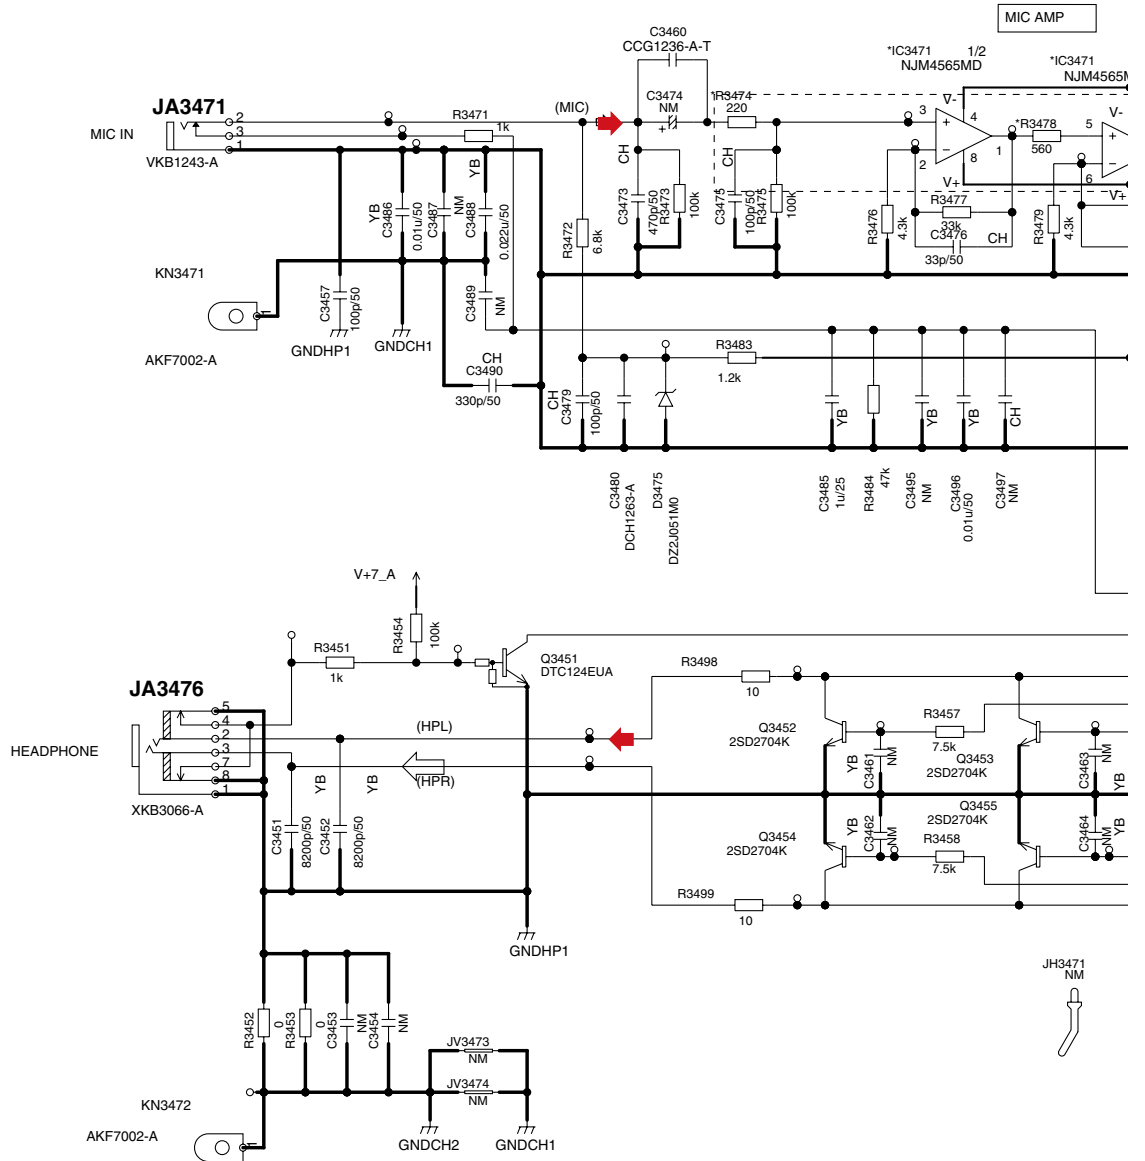 MIC AMP
C3460
CCG1236-A-T
*IC3471 1/2
NJM4565MD
*IC3471
NJM4565M
JA3471
MIC IN
VKB1243-A
2
3
1
R3471
1k
(MIC)
C3474
NM
+
*R3474
220
V-
3
4
+
−
2
8
1
V+
*R3478
560
V-
5
+
−
6
V+
YB
C3486
0.01u/50
C3487
NM
YB
C3488
0.022u/50
R3472
6.8k
CH
C3473
470p/50
R3473
100k
CH
C3475
100p/50
R3475
100k
R3476
4.3k
R3477
33k
C3476
CH
33p/50
R3479
4.3k
KN3471
1
AKF7002-A
C3457
100p/50
GNDHP1
GNDCH1
C3489
NM
CH
C3490
330p/50
CH
C3479
100p/50
R3483
1.2k
YB
YB
YB
CH
C3480
DCH1263-A
D3475
DZ2J051M0
C3485
1u/25
R3484
47k
C3495
NM
C3496
0.01u/50
C3497
NM
V+7_A
R3454
100k
R3451
1k
Q3451
DTC124EUA
R3498
10
JA3476
HEADPHONE
XKB3066-A
5
4
2
3
7
8
1
(HPL)
(HPR)
YB
YB
C3451
8200p/50
C3452
8200p/50
Q3452
2SD2704K
YB
C3461
NM
R3457
7.5k
Q3453
2SD2704K
C3463
NM
YB
Q3454
2SD2704K
YB
C3462
NM
Q3455
2SD2704K
R3458
7.5k
C3464
NM
YB
R3499
10
GNDHP1
JH3471
NM
R3452
0
R3453
0
C3453
NM
C3454
NM
JV3473
NM
JV3474
NM
KN3472
AKF7002-A
1
GNDCH2
GNDCH1